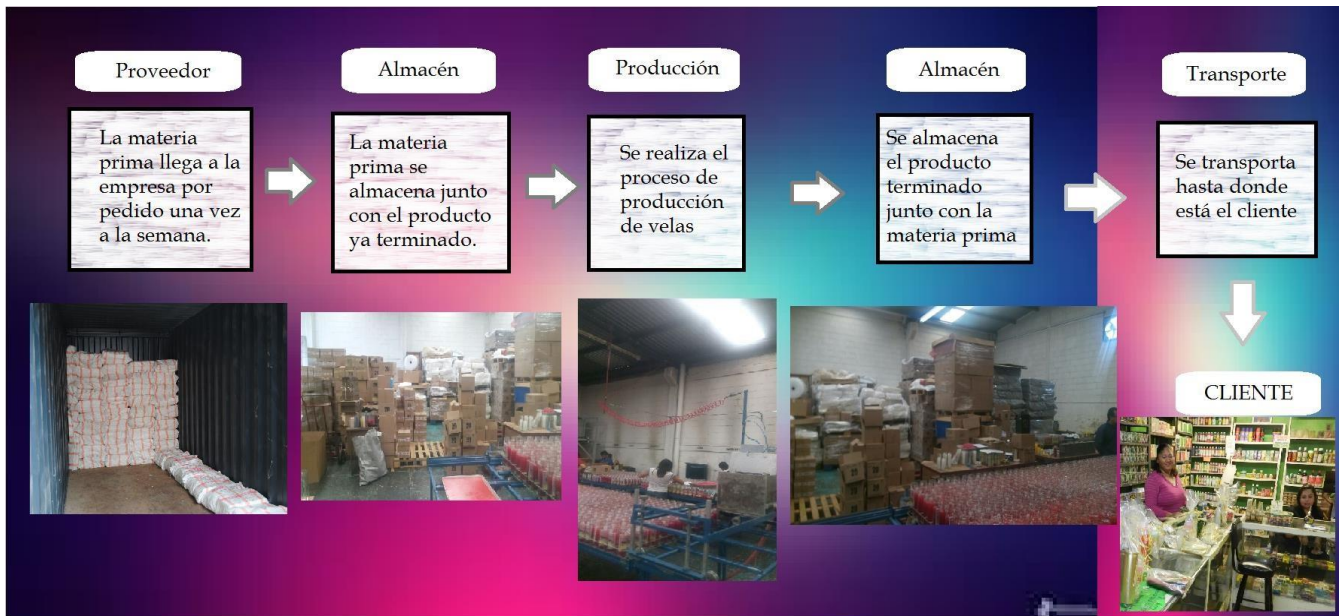 Proveedor
La materia
prima llega a la
empresa por
pedido una vez
a la semana.
Almacén
La materia
prima se
almacena junto
con el producto
ya terminado.
Producción
Se realiza el
proceso de
producción
de velas
Almacén
Se almacena
el producto
terminado
junto con la
materia prima
Transporte
Se transporta
hasta donde
está el cliente
CLIENTE